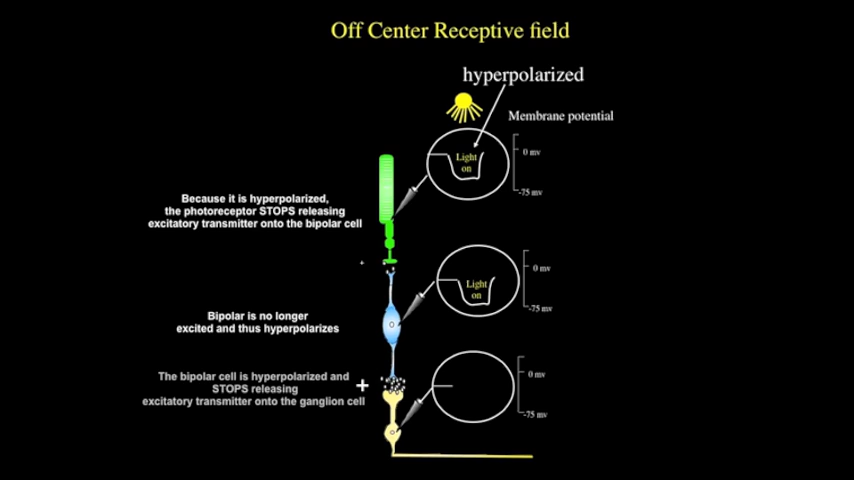 Off Center Receptive field
hyperpolarized
Membrane potential
Light
on
0 mv
-75 mv
Because it is hyperpolarized,
the photoreceptor STOPS releasing
excitatory transmitter onto the bipolar cell
+
Light
on
0 mv
-75 mv
Bipolar is no longer
excited and thus hyperpolarizes
The bipolar cell is hyperpolarized and
STOPS releasing
excitatory transmitter onto the ganglion cell
+
0 mv
-75 mv